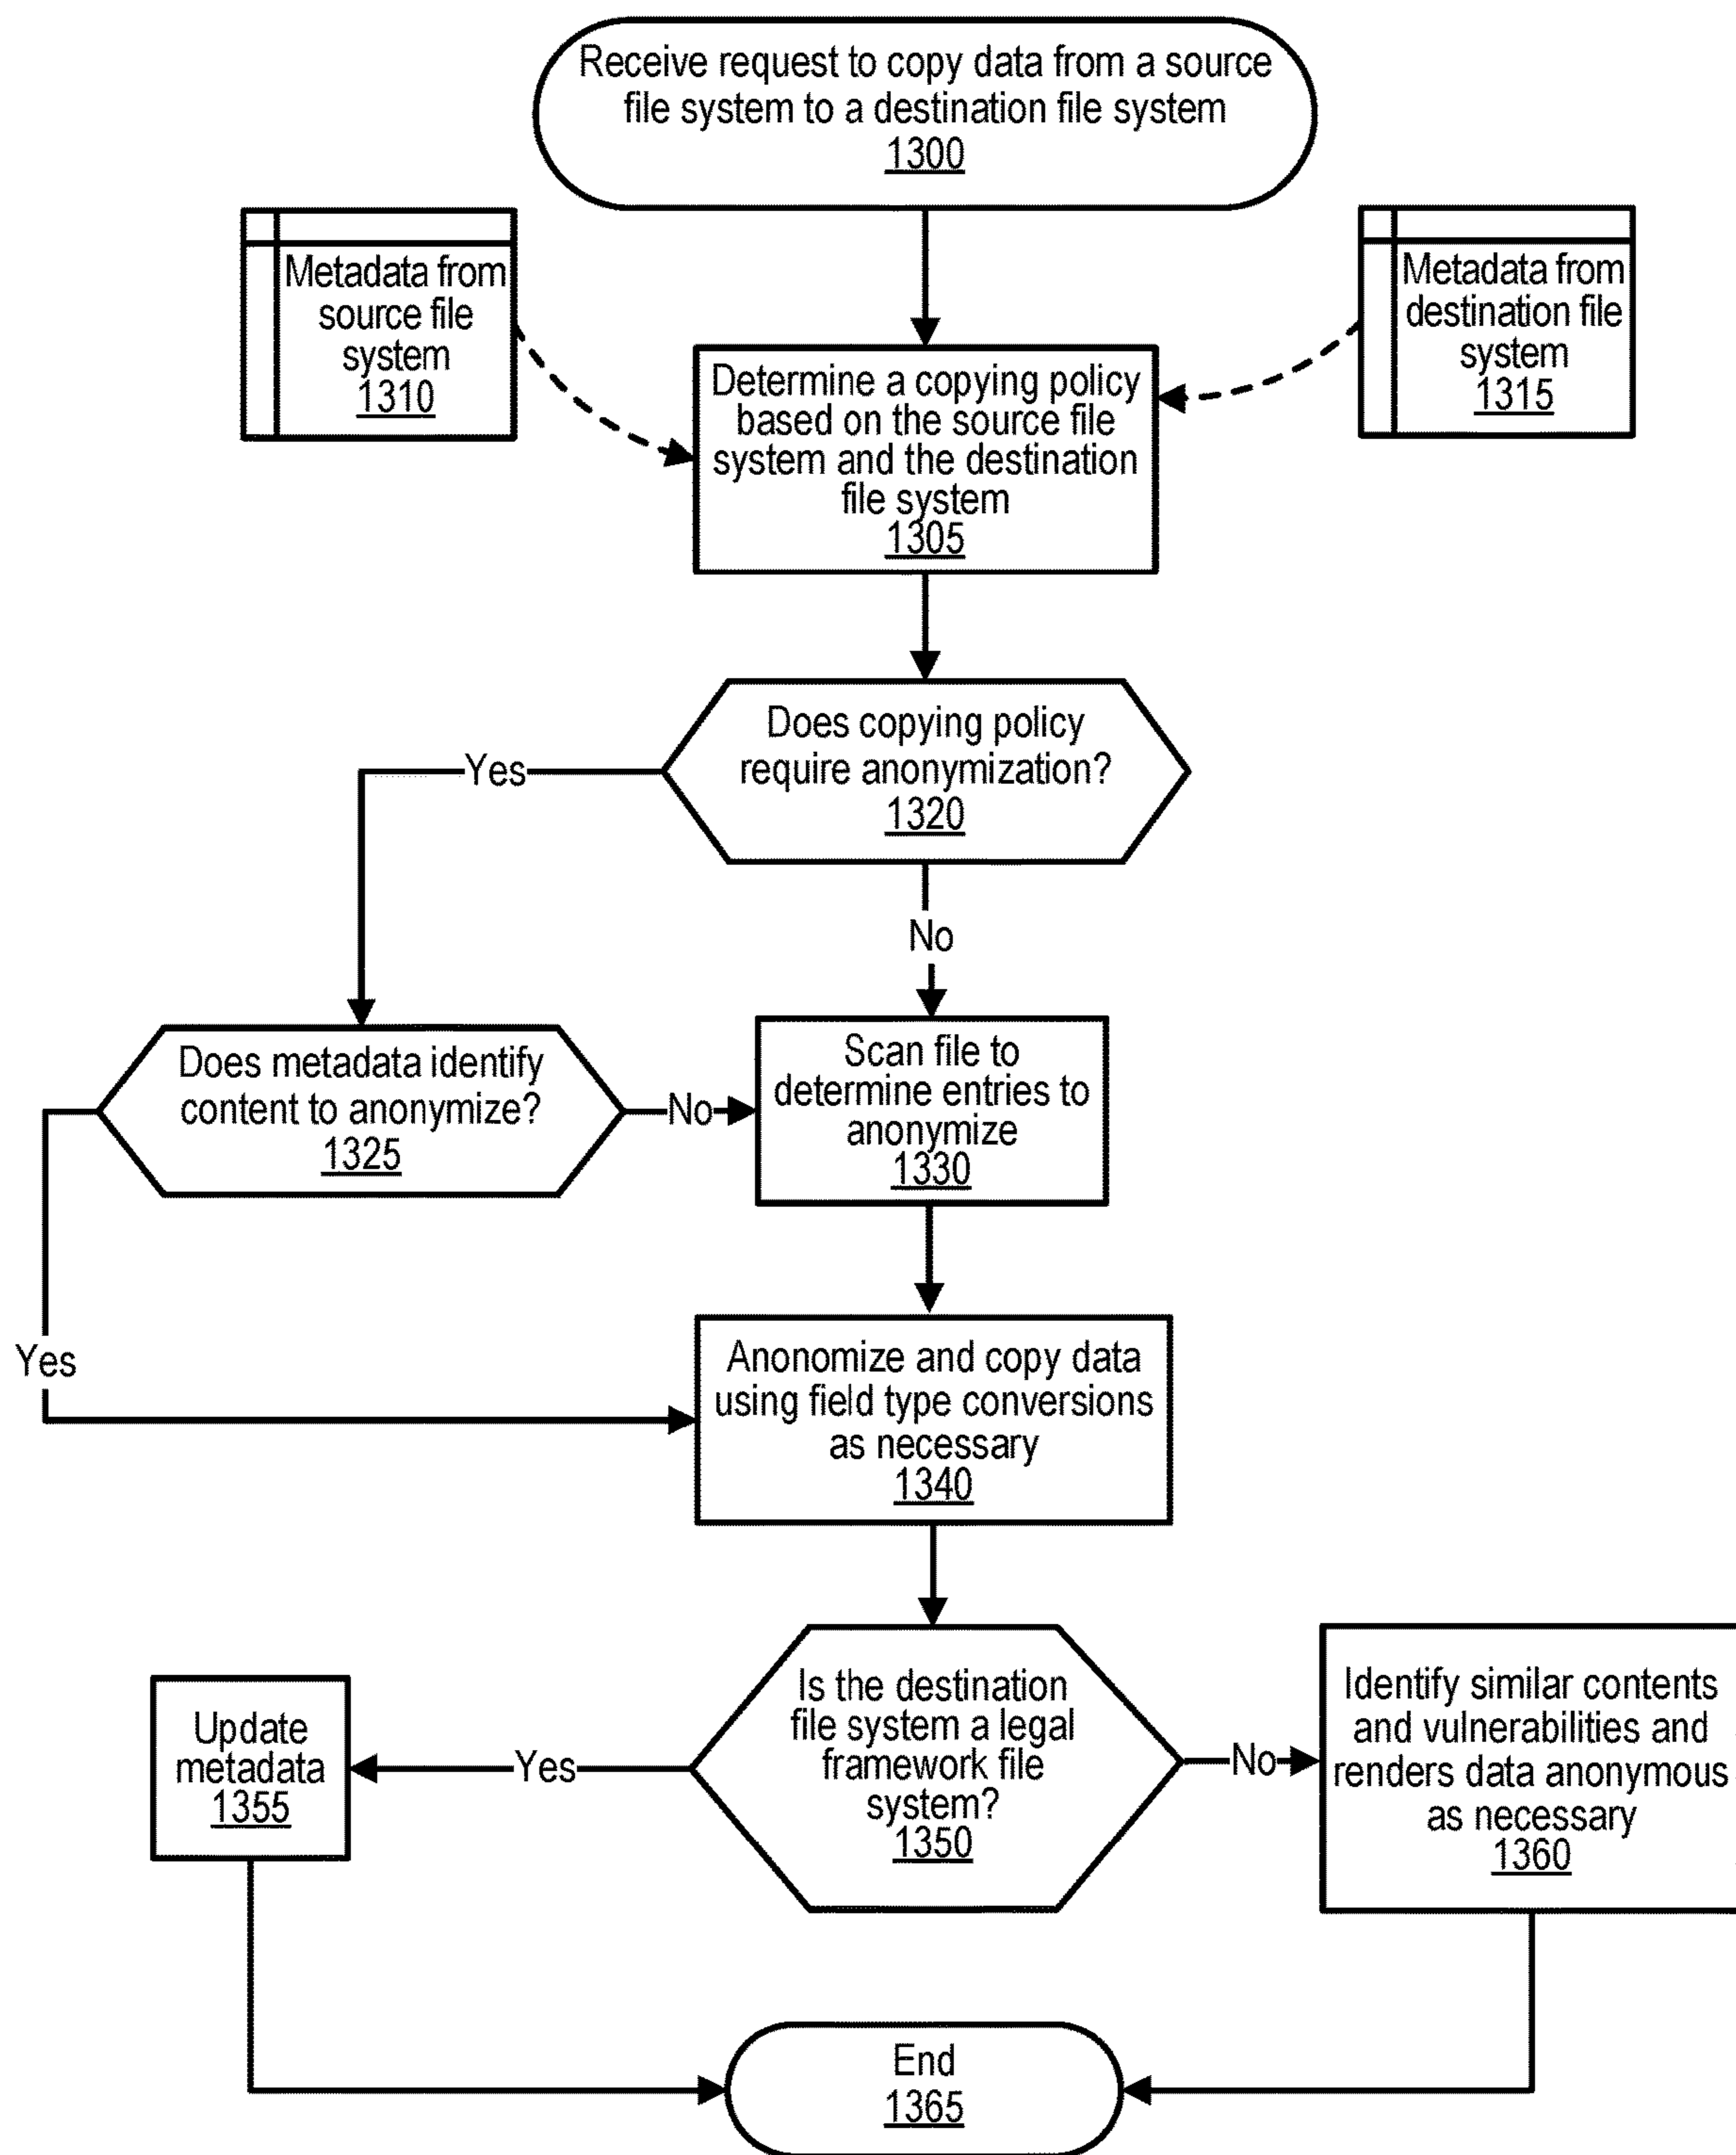 Receive request to copy data from a source
file system to a destination file system
1300
Metadata from
source file
system
1310
Metadata from
destination file
system
1315
Determine a copying policy
based on the source file
system and the destination
file system
1305
Does copying policy
require anonymization?
1320
Yes
No
Does metadata identify
content to anonymize?
1325
No
Scan file to
determine entries to
anonymize
1330
Yes
Anonomize and copy data
using field type conversions
as necessary
1340
Is the destination
file system a legal
framework file
system?
1350
Yes
No
Update
metadata
1355
Identify similar contents
and vulnerabilities and
renders data anonymous
as necessary
1360
End
1365